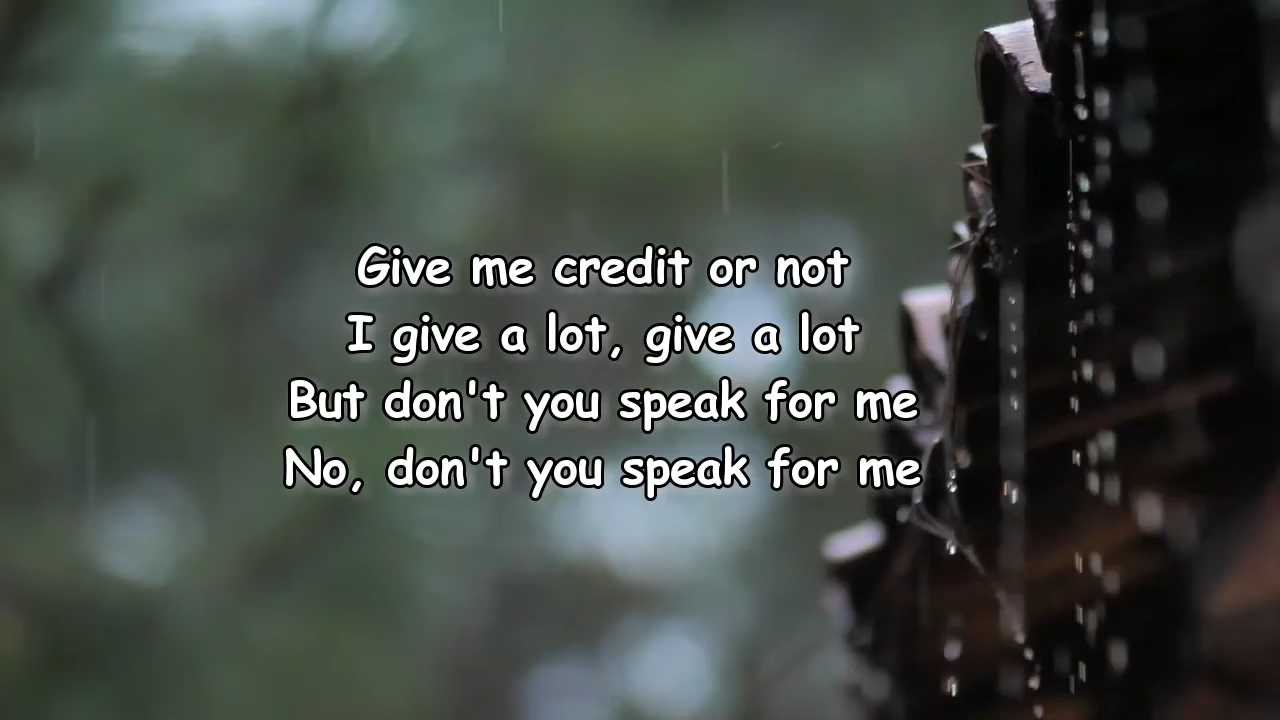 Give me credit or not
I give a lot, give a lot
But don't you speak for me
No, don't you speak for me